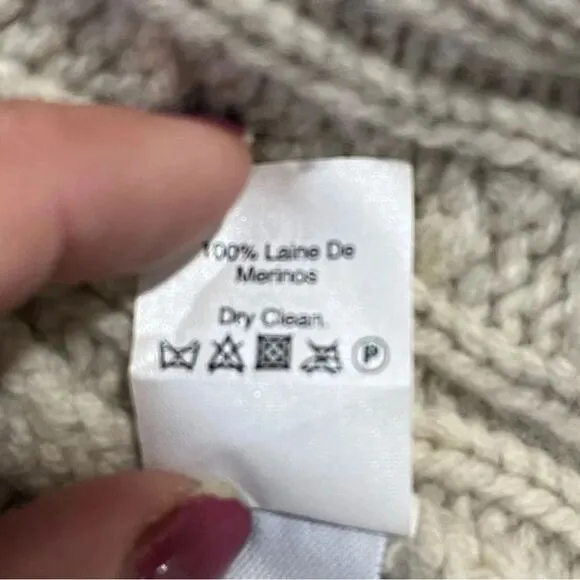 100% Laine De
Merinos
Dry Clean
P